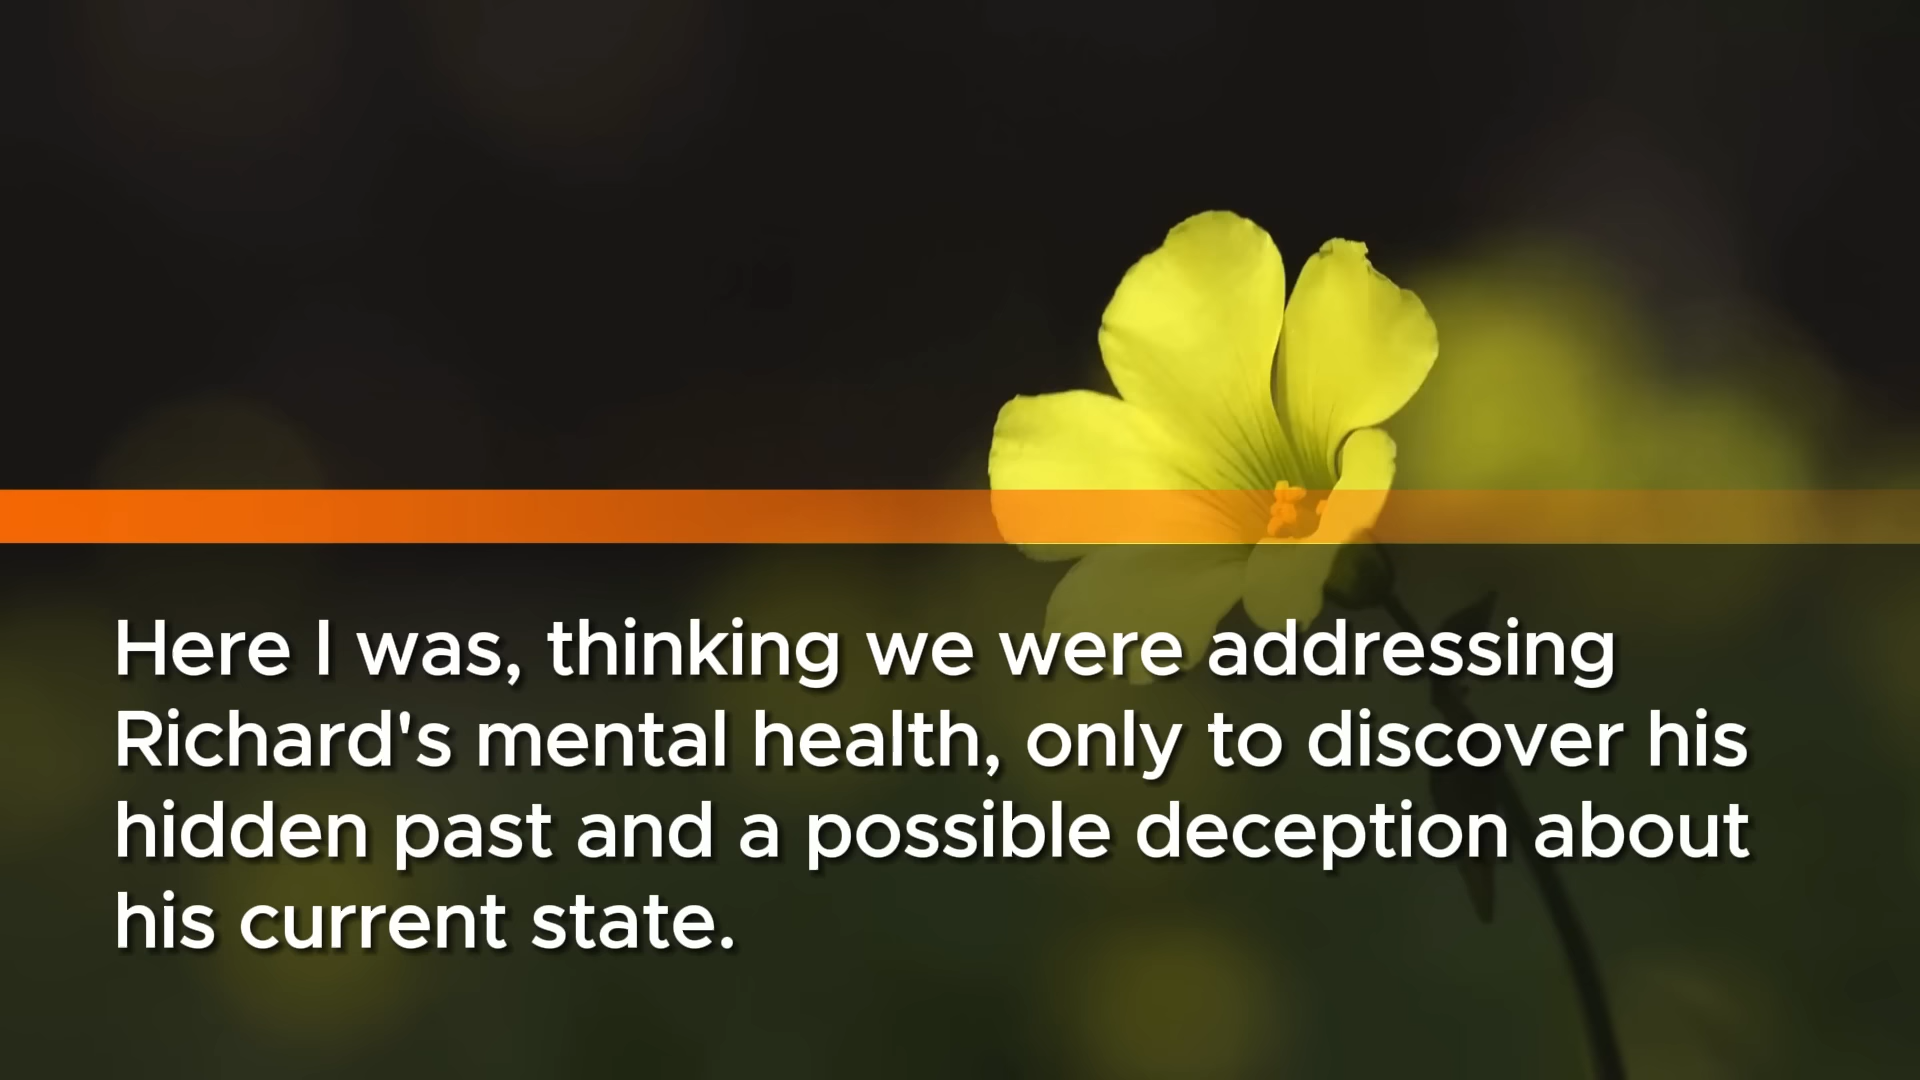 Here I was, thinking we were addressing
Richard's mental health, only to discover his
hidden past and a possible deception about
his current state.